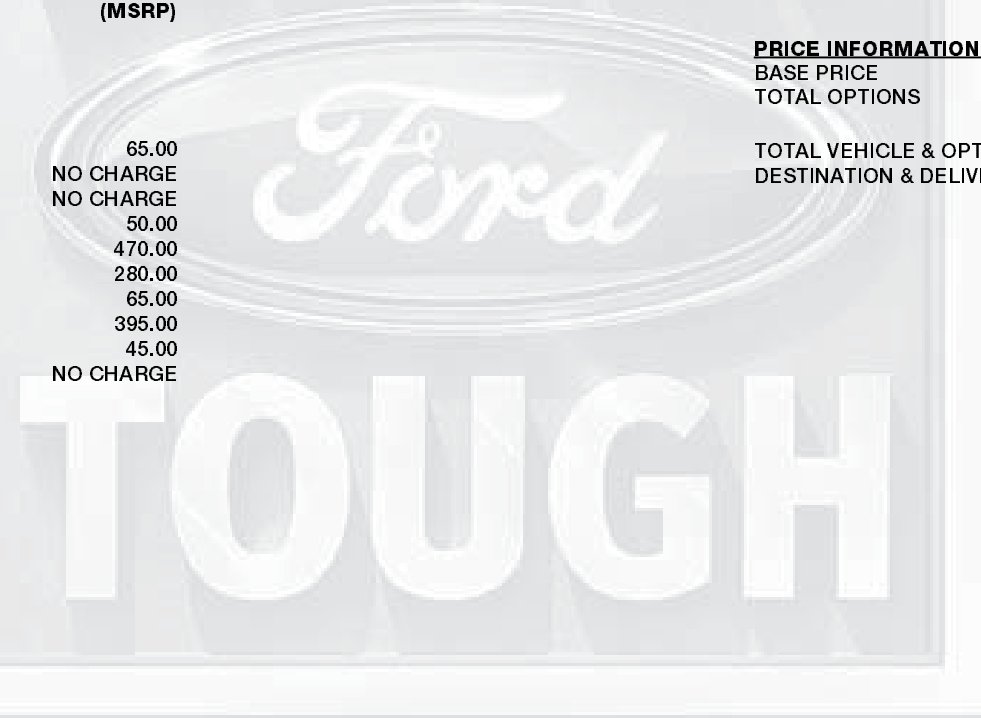 (MSRP)
65.00
NO CHARGE
NO CHARGE
50.00
470.00
280.00
65.00
395.00
45.00
NO CHARGE
PRICE INFORMATION
BASE PRICE
TOTAL OPTIONS
TOTAL VEHICLE & OPT
DESTINATION & DELIV
Ford
TOUGH